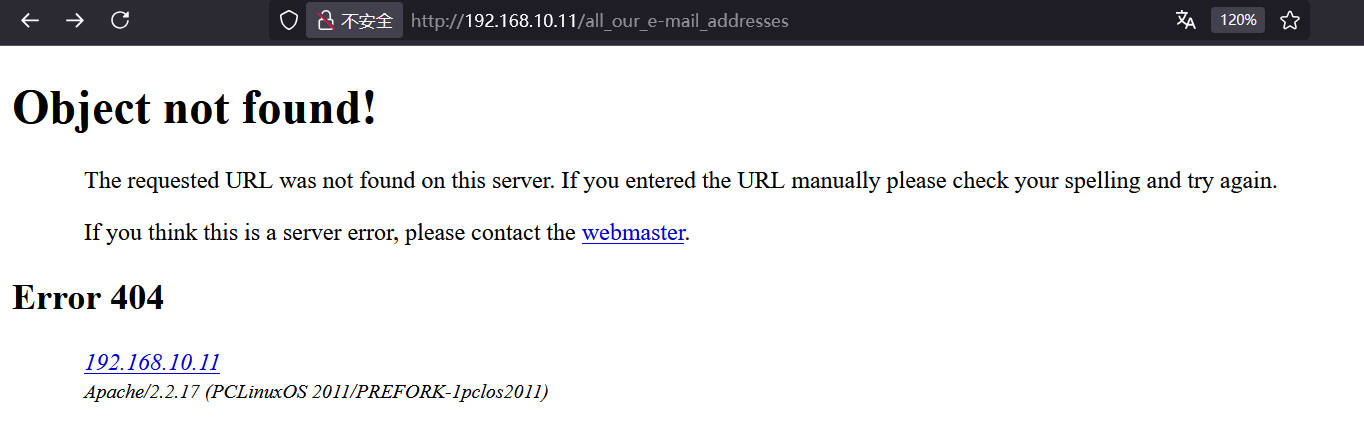 不安全 http://192.168.10.11/all_our_e-mail_addresses 120%
Object not found!
The requested URL was not found on this server. If you entered the URL manually please check your spelling and try again.
If you think this is a server error, please contact the webmaster.
Error 404
192.168.10.11
Apache/2.2.17 (PCLinuxOS 2011/PREFORK-1pclos2011)